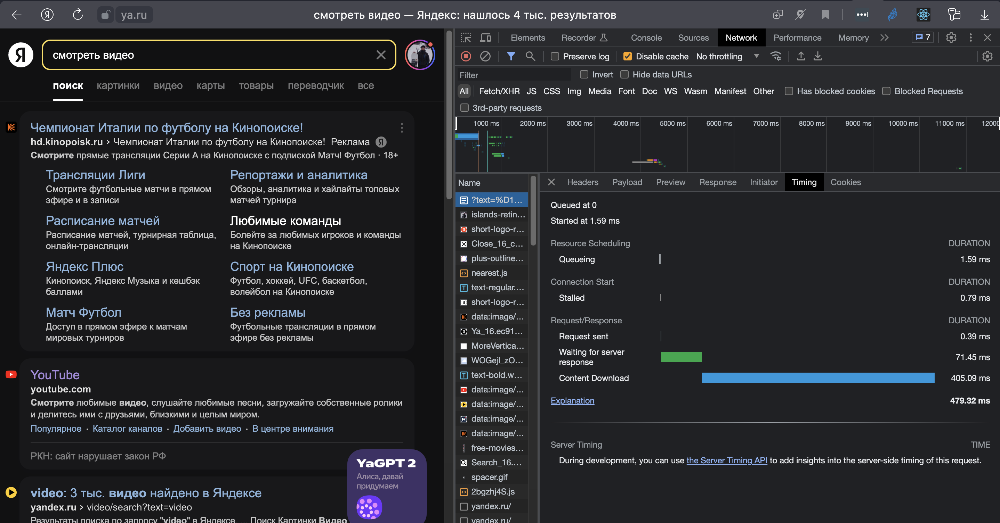 ya.ru
смотреть видео — Яндекс: нашлось 4 тыс. результатов
Я
смотреть видео
поиск картинки видео карты товары переводчик все
Чемпионат Италии по футболу на Кинопоиске!
hd.kinopoisk.ru › Чемпионат Италии по футболу на Кинопоиске! Реклама Я
Смотрите прямые трансляции Серии А на Кинопоиске с подпиской Матч! Футбол · 18+
Трансляции Лиги
Смотрите футбольные матчи в прямом
эфире и в записи
Репортажи и аналитика
Обзоры, аналитика и хайлайты топовых
матчей турнира
Расписание матчей
Расписание матчей, турнирная таблица,
онлайн-трансляции
Любимые команды
Болейте за любимых игроков и команды
на Кинопоиске
Яндекс Плюс
Кинопоиск, Яндекс Музыка и кешбэк
баллами
Спорт на Кинопоиске
Футбол, хоккей, UFC, баскетбол,
волейбол на Кинопоиске
Матч Футбол
Доступ в прямом эфире к матчам
мировых турниров
Без рекламы
Футбольные трансляции в прямом
эфире без рекламы
YouTube
youtube.com
Смотрите любимые видео, слушайте любимые песни, загружайте собственные ролики
и делитесь ими с друзьями, близкими и целым миром.
Популярное · Каталог каналов · Добавить видео · В центре внимания
РКН: сайт нарушает закон РФ
YaGPT 2
Алиса, давай
придумаем
video: 3 тыс. видео найдено в Яндексе
yandex.ru › video/search?text=video
Результаты поиска по запросу "video" в Яндексе. ... Поиск Картинки Видео
Elements Recorder Console Sources Network Performance Memory 7
Preserve log Disable cache No throttling
Filter Invert Hide data URLs
All Fetch/XHR JS CSS Img Media Font Doc WS Wasm Manifest Other Has blocked cookies Blocked Requests
3rd-party requests
1000 ms 2000 ms 3000 ms 4000 ms 5000 ms 6000 ms 7000 ms 8000 ms 9000 ms 10000 ms 11000 ms 12000
Name
?text=%D1...
islands-retin...
short-logo-r...
Close_16_c...
plus-outline...
nearest.js
text-regular....
short-logo-r...
data:image/...
Ya_16.ec91...
MoreVertica...
WOGejI_zO...
text-bold.w...
data:image/...
data:image/...
data:image/...
data:image/...
free-movies...
Search_16....
spacer.gif
2bgzhj4S.js
yandex.ru/
yandex.ru/
Headers Payload Preview Response Initiator Timing Cookies
Queued at 0
Started at 1.59 ms
Resource Scheduling DURATION
Queueing 1.59 ms
Connection Start DURATION
Stalled 0.79 ms
Request/Response DURATION
Request sent 0.39 ms
Waiting for server
response 71.45 ms
Content Download 405.09 ms
Explanation 479.32 ms
Server Timing TIME
During development, you can use the Server Timing API to add insights into the server-side timing of this request.